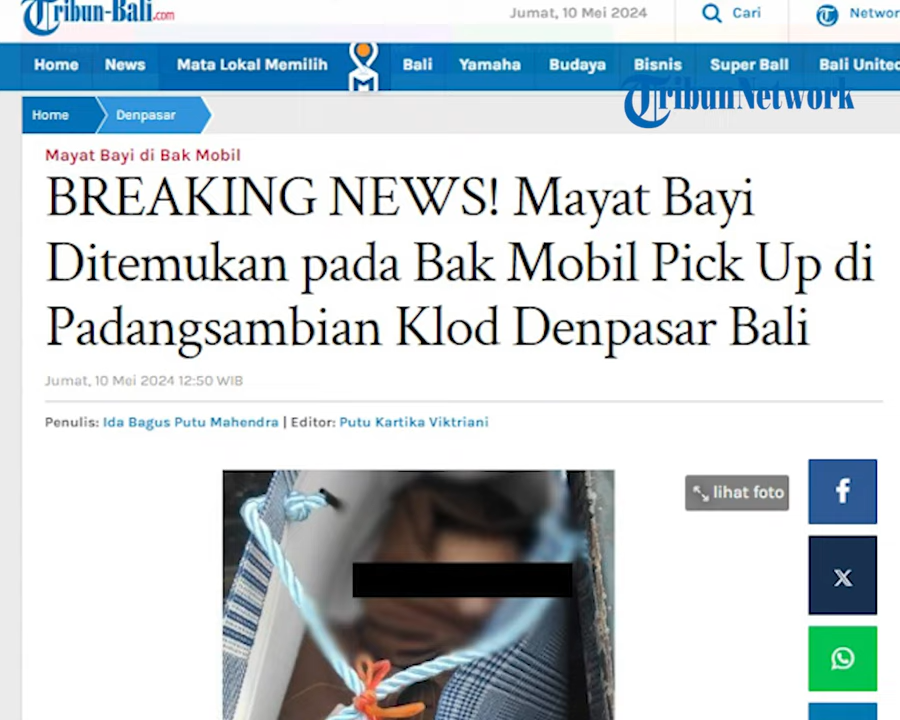 Tribun-Bali.com
Jumat, 10 Mei 2024
Cari
Home News Mata Lokal Memilih Bali Yamaha Budaya Bisnis Super Ball Bali United
TribunNetwork
Home Denpasar
Mayat Bayi di Bak Mobil
BREAKING NEWS! Mayat Bayi
Ditemukan pada Bak Mobil Pick Up di
Padangsambian Klod Denpasar Bali
Jumat, 10 Mei 2024 12:50 WIB
Penulis: Ida Bagus Putu Mahendra | Editor: Putu Kartika Viktriani
lihat foto